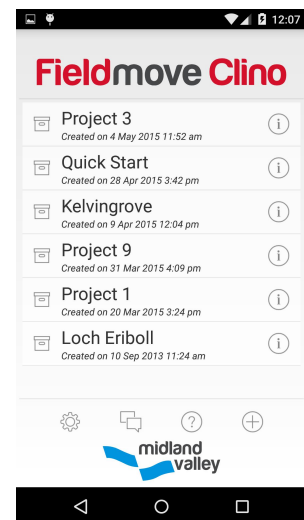 12:07
Fieldmove Clino
Project 3
Created on 4 May 2015 11:52 am
Quick Start
Created on 28 Apr 2015 3:42 pm
Kelvingrove
Created on 9 Apr 2015 12:04 pm
Project 9
Created on 31 Mar 2015 4:09 pm
Project 1
Created on 20 Mar 2015 3:24 pm
Loch Eriboll
Created on 10 Sep 2013 11:24 am
midland
valley